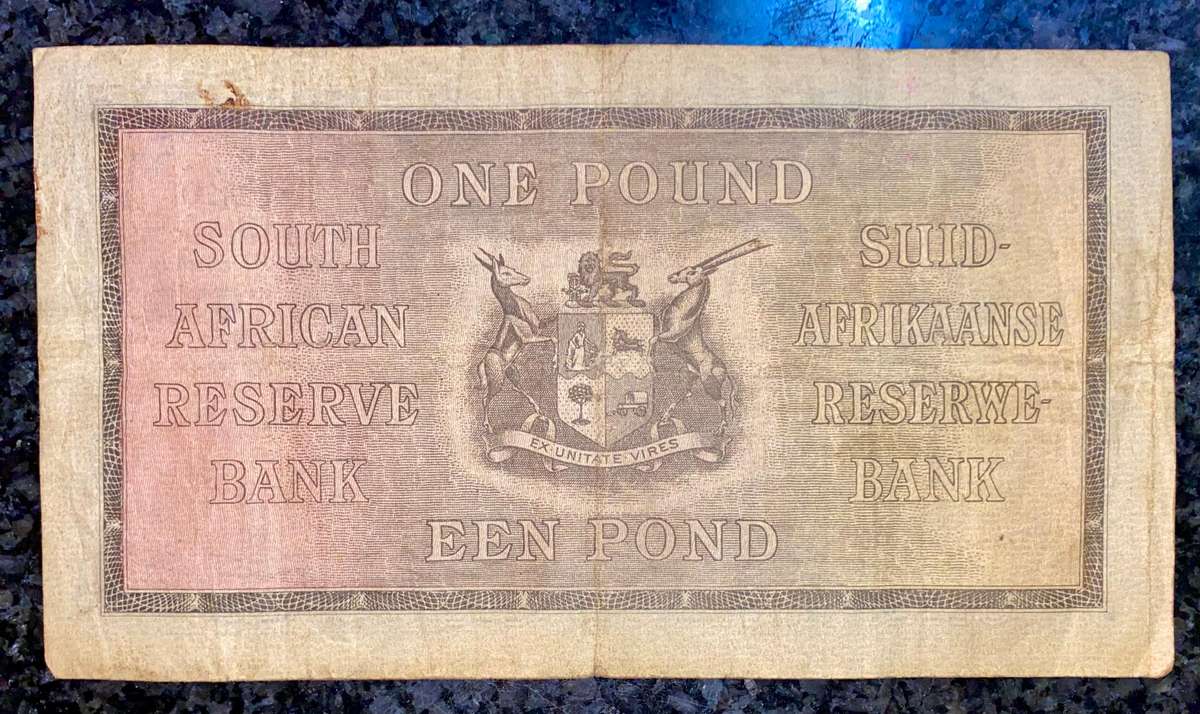 ONE POUND
SOUTH
AFRICAN
RESERVE
BANK
SUID-
AFRIKAANSE
RESERWE-
BANK
EX·UNITATE·VIRES
EEN POND